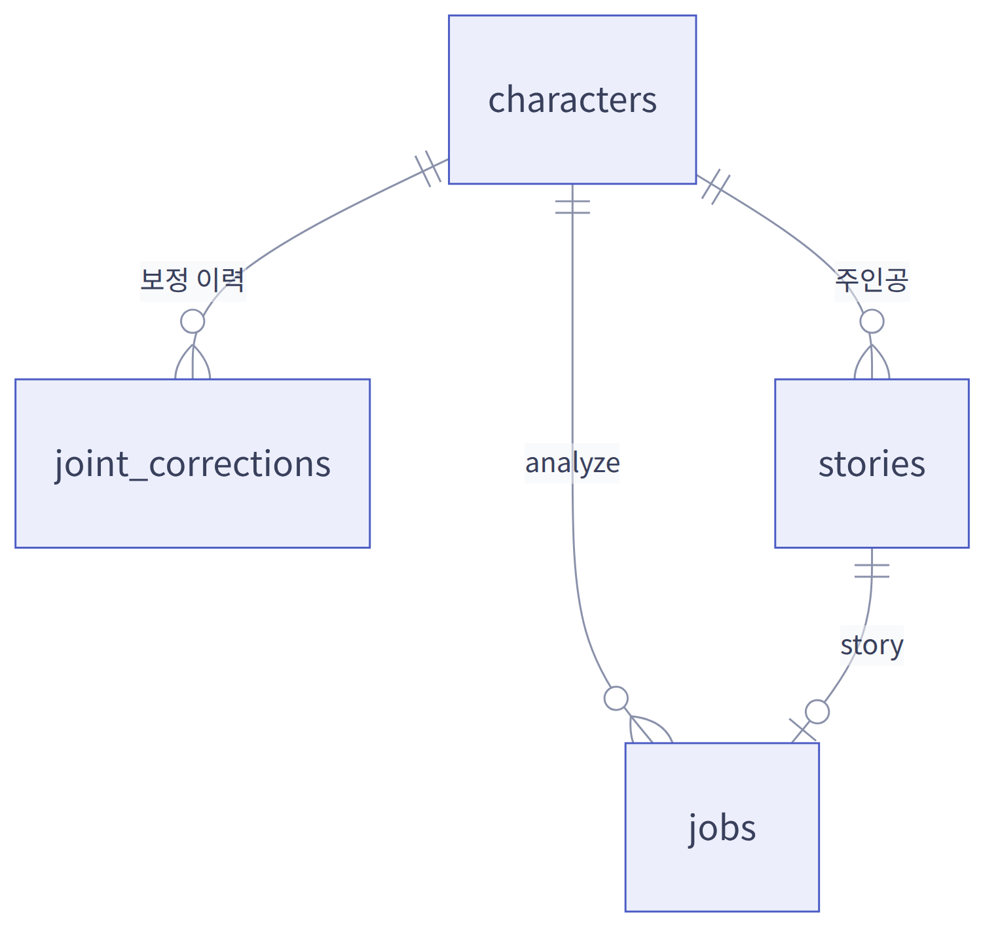 characters
보정 이력
주인공
joint_corrections
analyze
stories
story
jobs